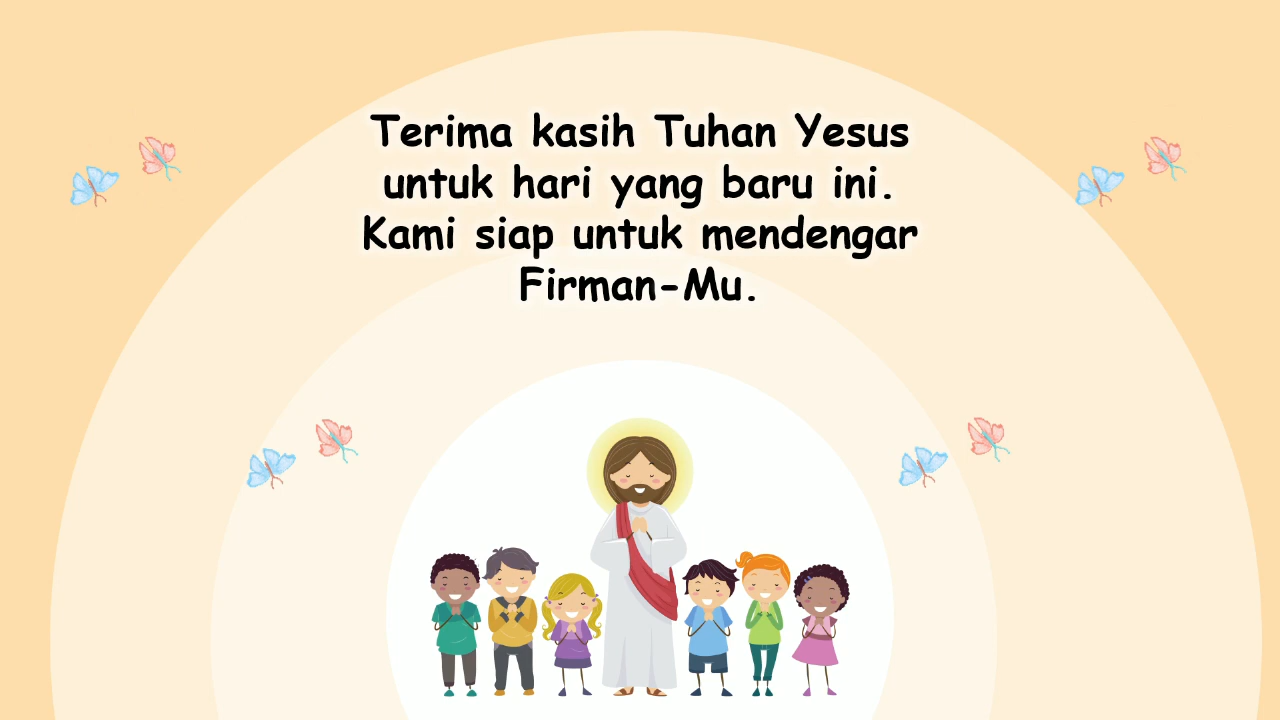 Terima kasih Tuhan Yesus
untuk hari yang baru ini.
Kami siap untuk mendengar
Firman-Mu.